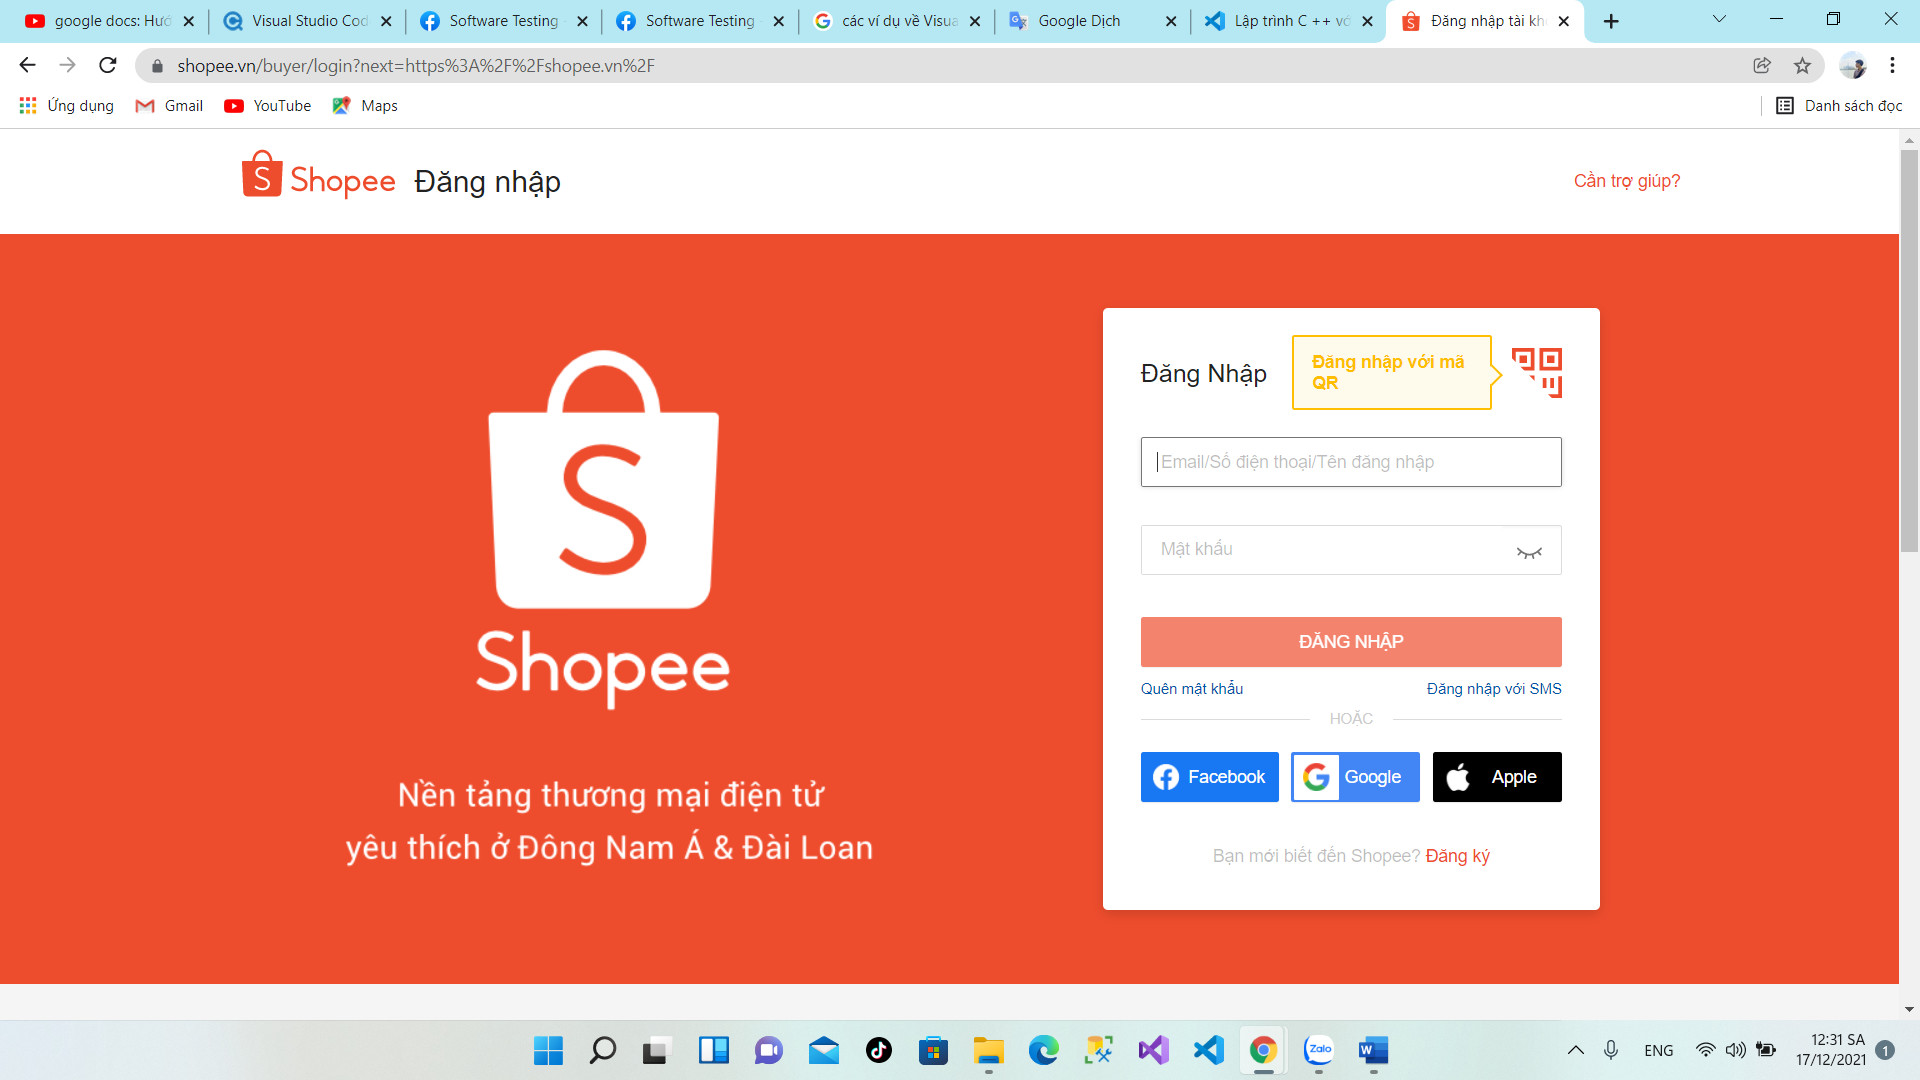 google docs: Hướ
Visual Studio Cod
Software Testing
Software Testing
các ví dụ về Visua
Google Dịch
Lập trình C ++ vớ
Đăng nhập tài kh
shopee.vn/buyer/login?next=https%3A%2F%2Fshopee.vn%2F
Ứng dụng
Gmail
YouTube
Maps
Danh sách đọc
Shopee
Đăng nhập
Cần trợ giúp?
S
Shopee
Nền tảng thương mại điện tử
yêu thích ở Đông Nam Á & Đài Loan
Đăng Nhập
Đăng nhập với mã
QR
Email/Số điện thoại/Tên đăng nhập
Mật khẩu
ĐĂNG NHẬP
Quên mật khẩu
Đăng nhập với SMS
HOẶC
Facebook
Google
Apple
Bạn mới biết đến Shopee? Đăng ký
Zalo
ENG
12:31 SA
17/12/2021
1